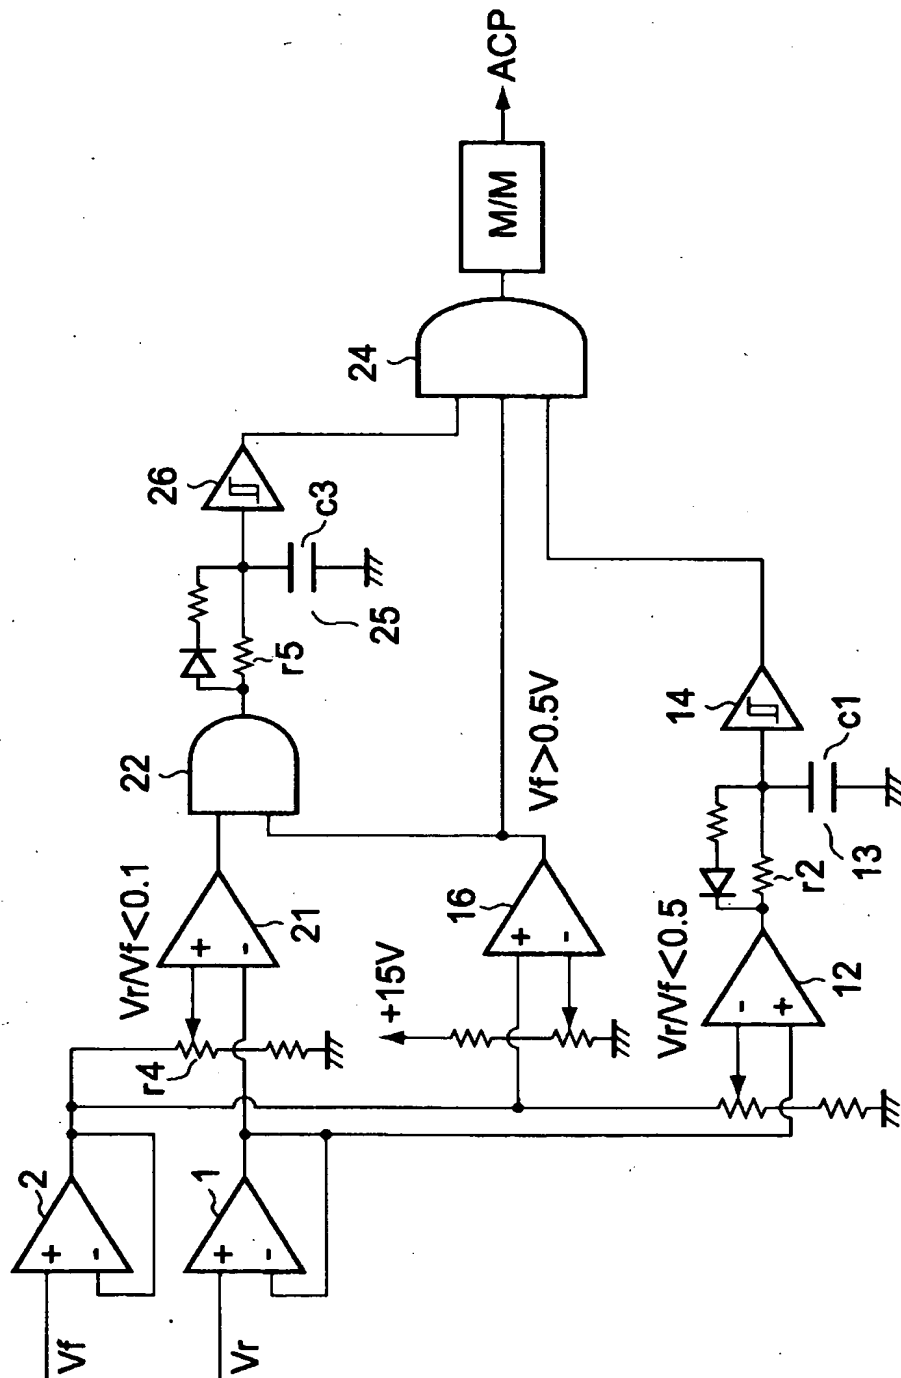 Vf
+
-
2
Vr
+
-
1
r4
Vr/Vf<0.1
+
-
21
22
r5
25
c3
26
+15V
+
-
16
Vf>0.5V
Vr/Vf<0.5
-
+
12
r2
13
c1
14
24
M/M
ACP